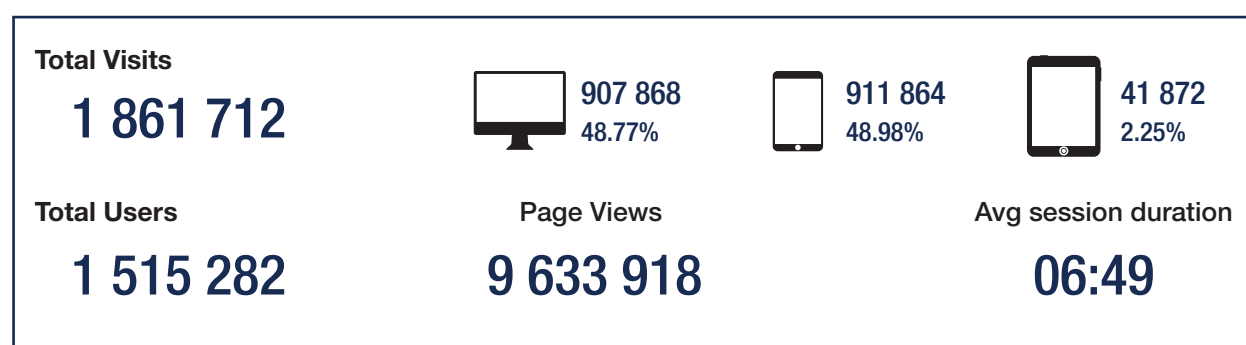 Total Visits
1 861 712
907 868
48.77%
911 864
48.98%
41 872
2.25%
Total Users
1 515 282
Page Views
9 633 918
Avg session duration
06:49